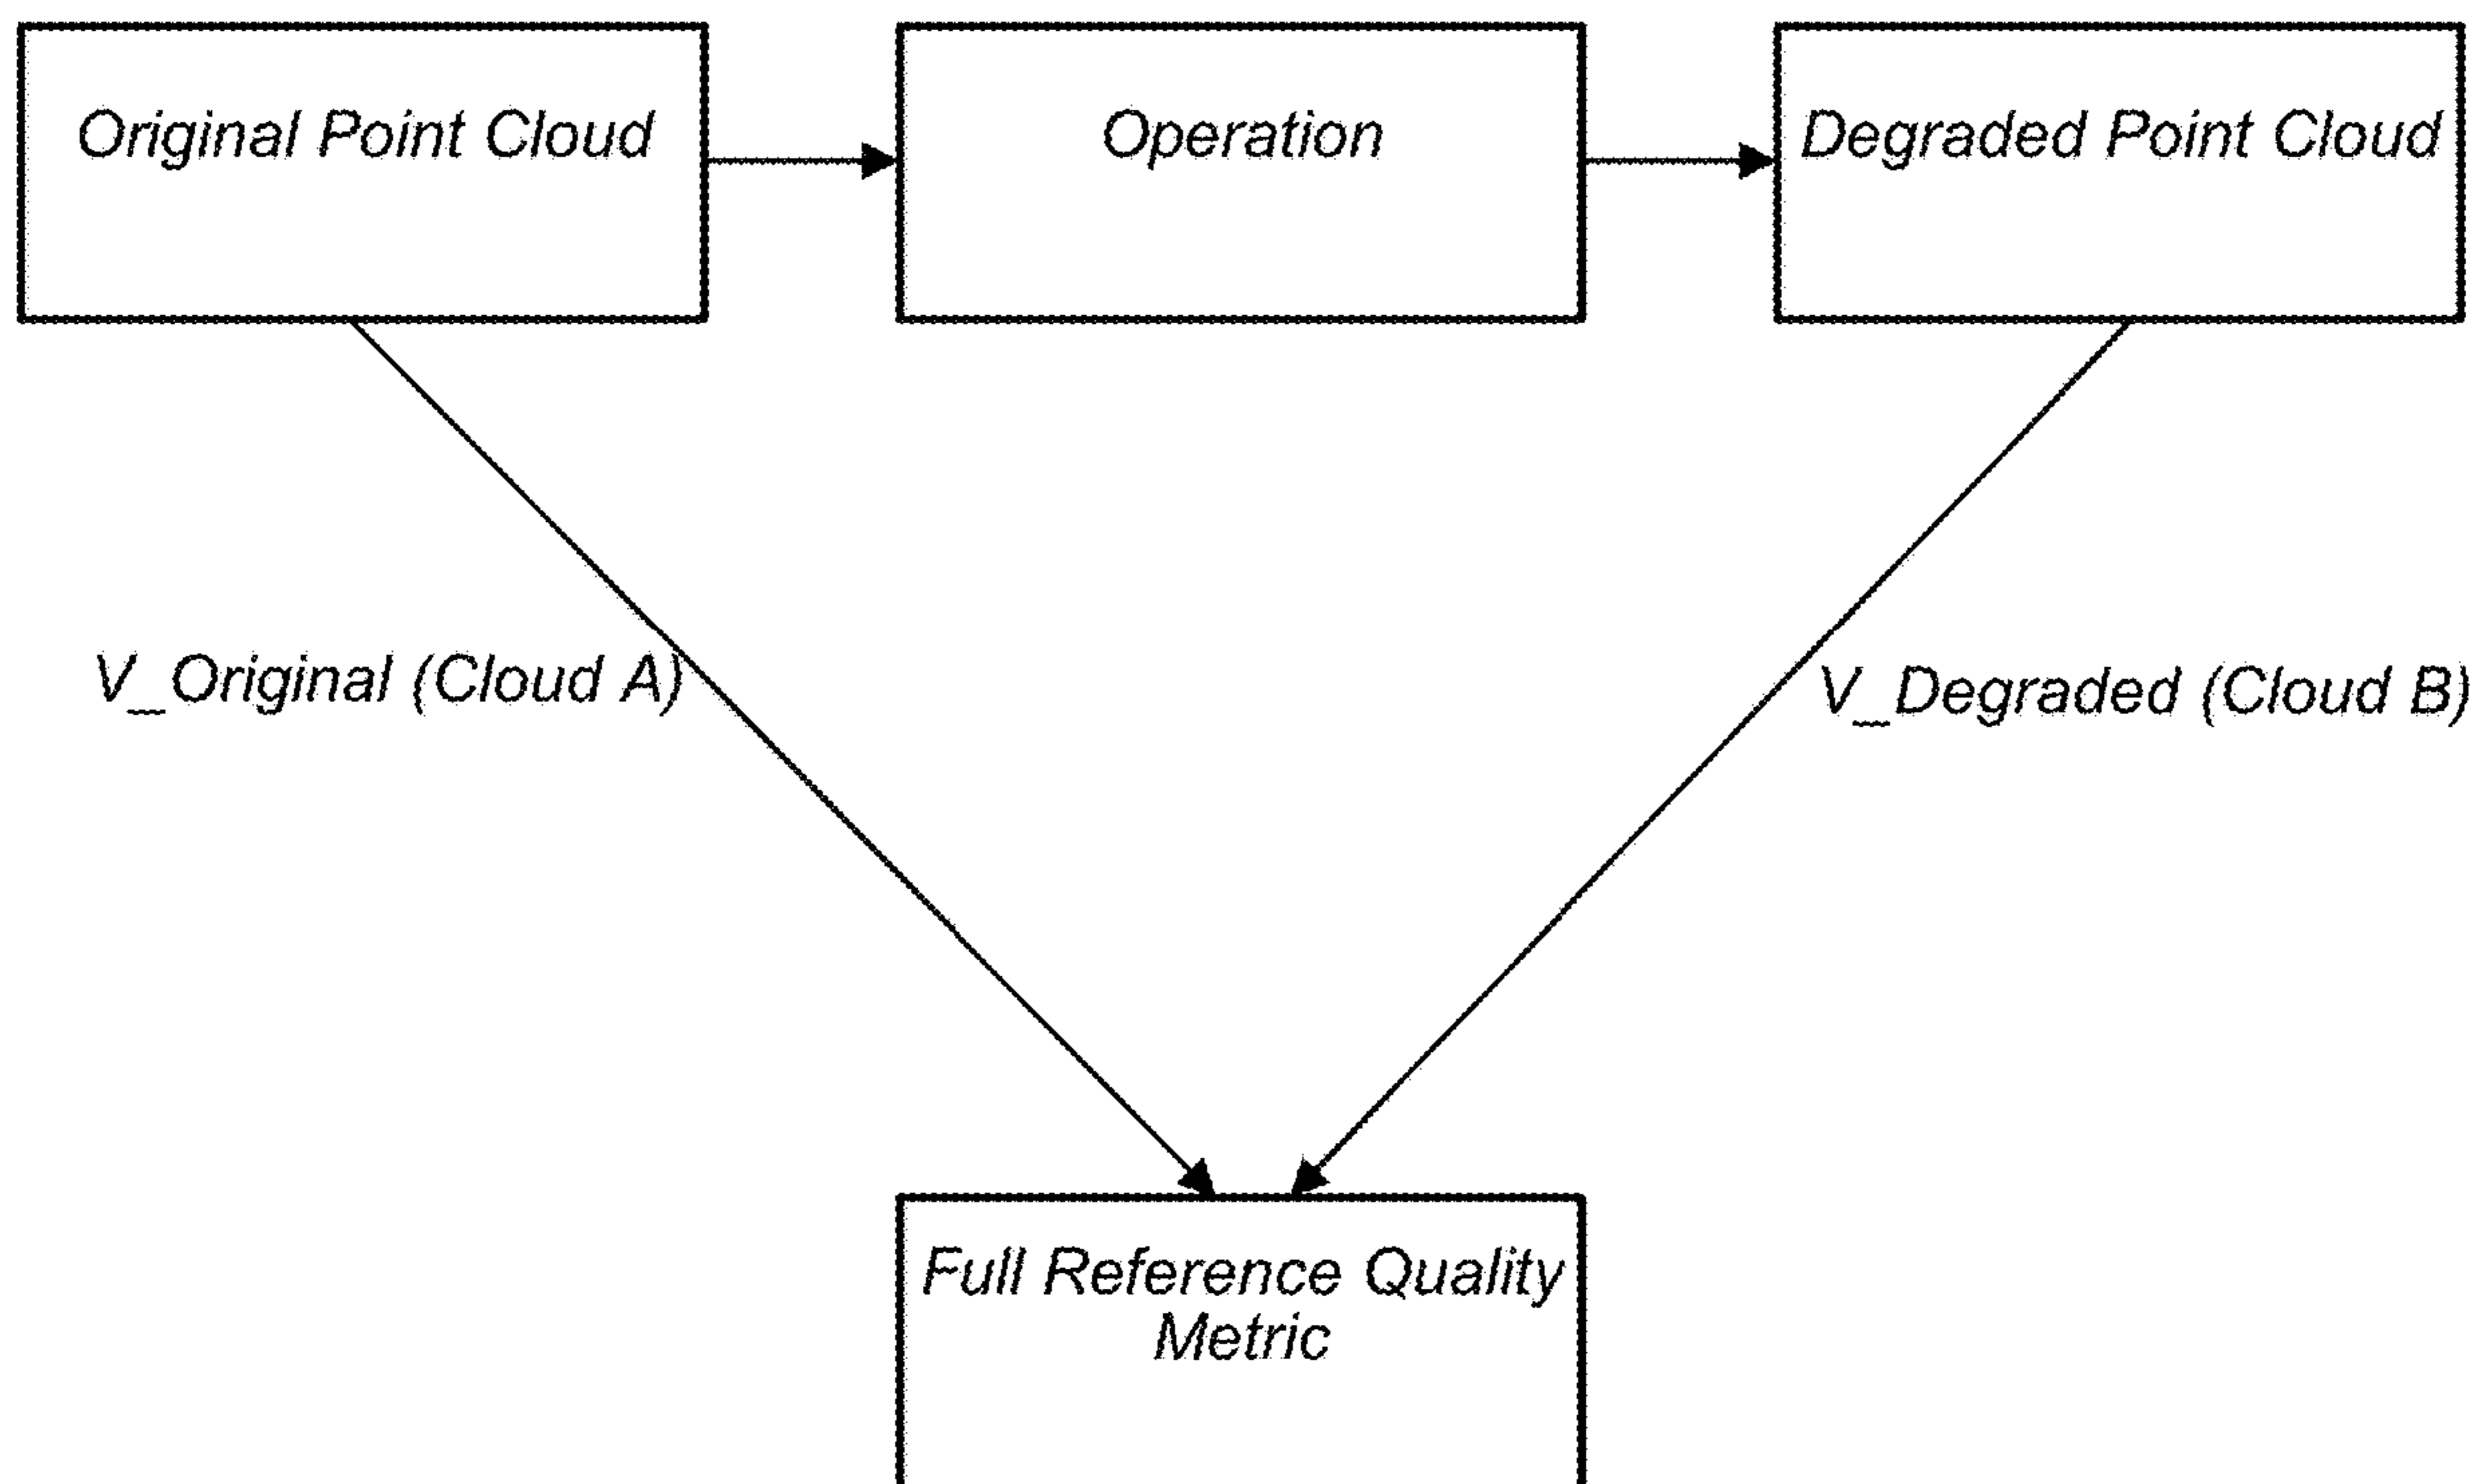 Original Point Cloud
Operation
Degraded Point Cloud
V_Original (Cloud A)
V_Degraded (Cloud B)
Full Reference Quality
Metric